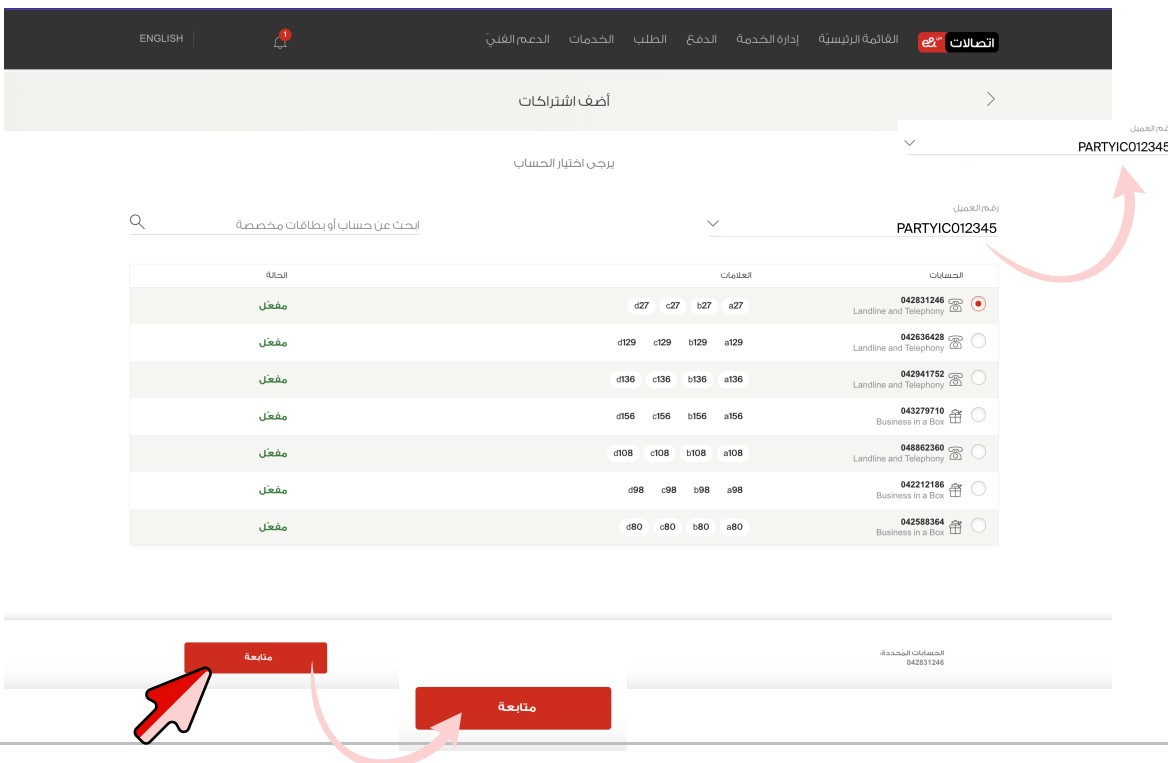 اتصالات من e& القائمة الرئيسيّة إدارة الخدمة الدفع الطلب الخدمات الدعم الفنيّ 1 ENGLISH
أضف اشتراكات
رقم العميل
PARTYIC012345
يرجى اختيار الحساب
رقم العميل
PARTYIC012345
ابحث عن حساب أو بطاقات مخصصة
الحسابات العلامات الحالة
042831246
Landline and Telephony
a27 b27 c27 d27 مفعّل
042636428
Landline and Telephony
a129 b129 c129 d129 مفعّل
042941752
Landline and Telephony
a136 b136 c136 d136 مفعّل
043279710
Business in a Box
a156 b156 c156 d156 مفعّل
048862360
Landline and Telephony
a108 b108 c108 d108 مفعّل
042212186
Business in a Box
a98 b98 c98 d98 مفعّل
042588364
Business in a Box
a80 b80 c80 d80 مفعّل
الحسابات المحددة:
042831246
متابعة
متابعة